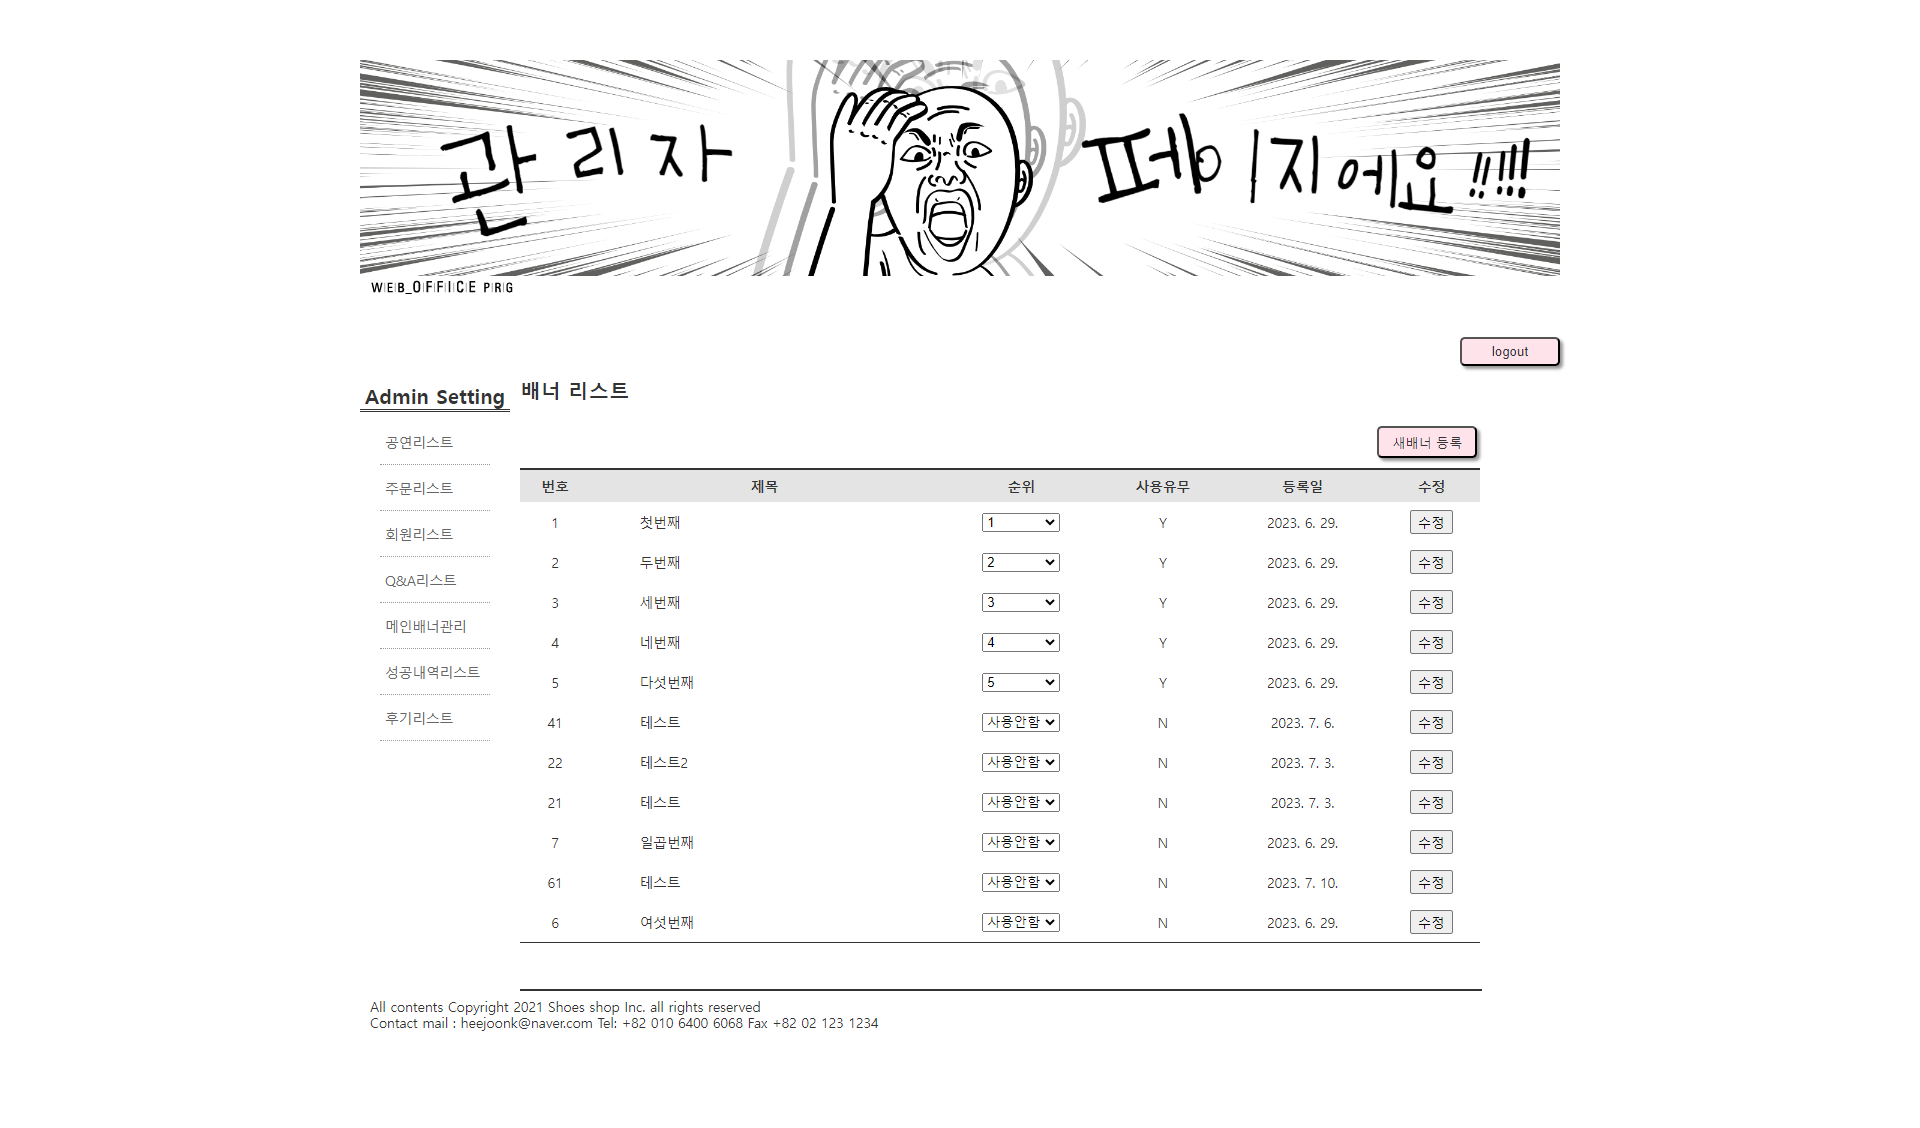 관리자 페이지에요!!!!!
WEB_OFFICE PRG
logout
Admin Setting
공연리스트
주문리스트
회원리스트
Q&A리스트
메인배너관리
성공내역리스트
후기리스트
배너 리스트
새배너 등록
번호 제목 순위 사용유무 등록일 수정
1 첫번째 1 Y 2023. 6. 29. 수정
2 두번째 2 Y 2023. 6. 29. 수정
3 세번째 3 Y 2023. 6. 29. 수정
4 네번째 4 Y 2023. 6. 29. 수정
5 다섯번째 5 Y 2023. 6. 29. 수정
41 테스트 사용안함 N 2023. 7. 6. 수정
22 테스트2 사용안함 N 2023. 7. 3. 수정
21 테스트 사용안함 N 2023. 7. 3. 수정
7 일곱번째 사용안함 N 2023. 6. 29. 수정
61 테스트 사용안함 N 2023. 7. 10. 수정
6 여섯번째 사용안함 N 2023. 6. 29. 수정
All contents Copyright 2021 Shoes shop Inc. all rights reserved
Contact mail : heejoonk@naver.com Tel: +82 010 6400 6068 Fax +82 02 123 1234